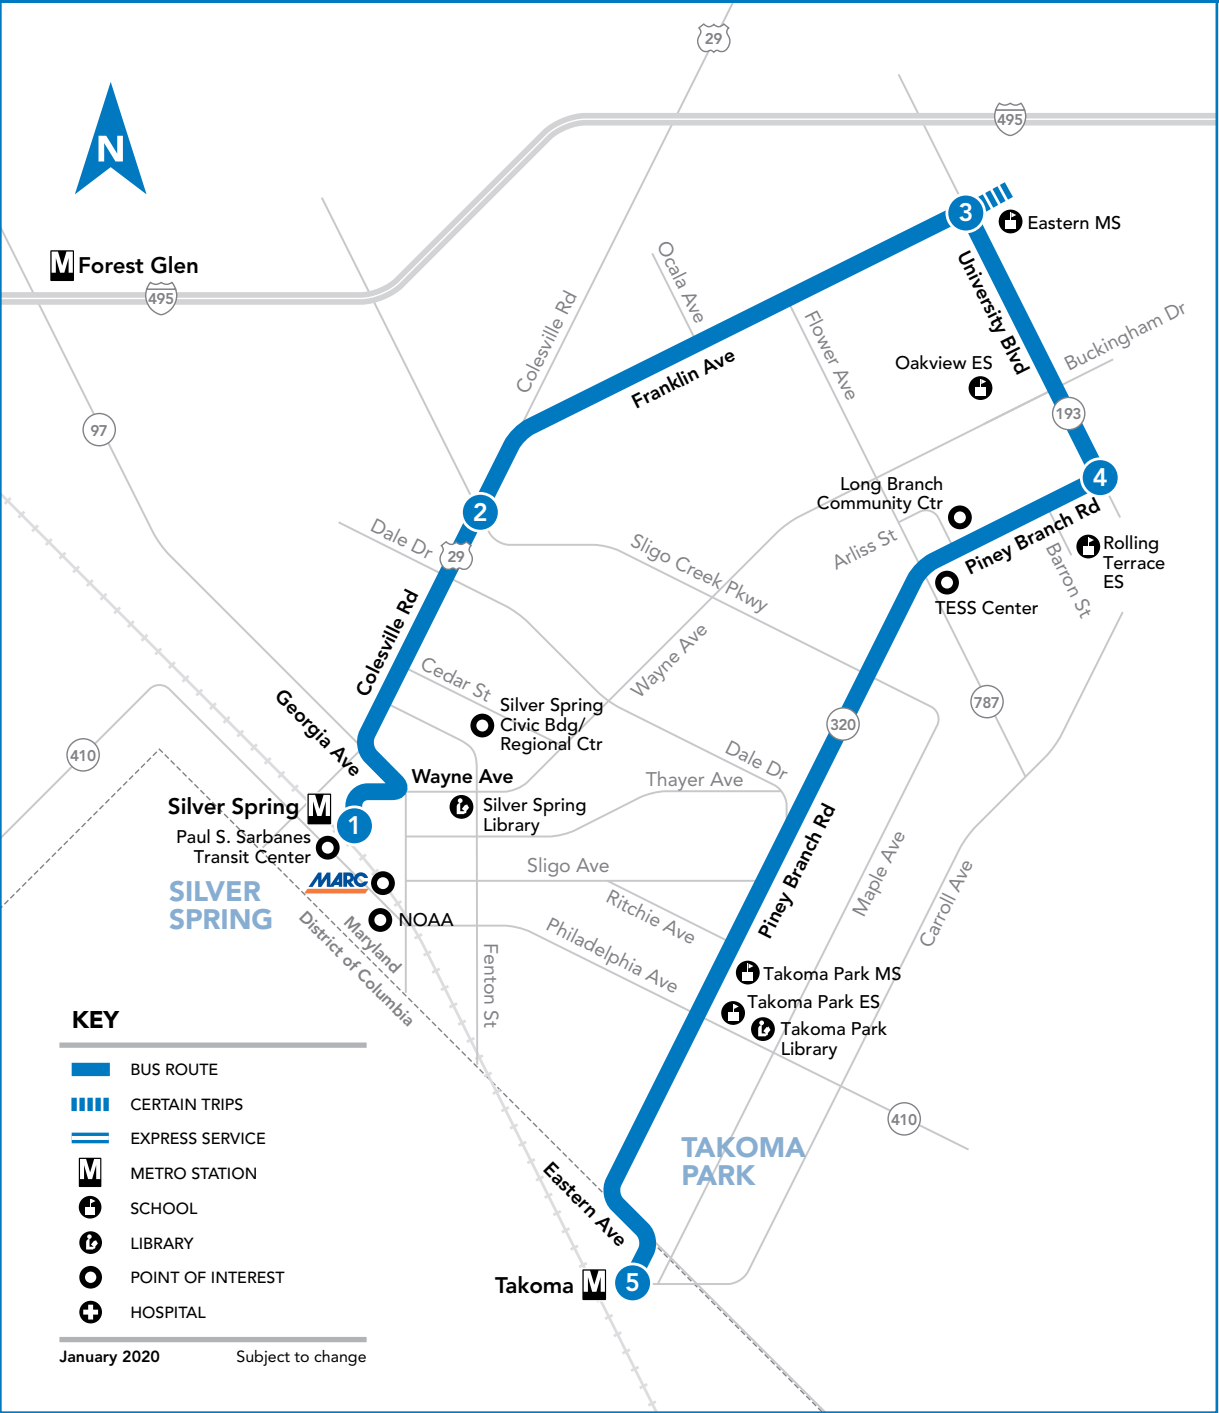 29
495
N
3
Eastern MS
M Forest Glen
495
Ocala Ave
University Blvd
Colesville Rd
Flower Ave
Buckingham Dr
Franklin Ave
Oakview ES
193
97
4
Long Branch
Community Ctr
2
Piney Branch Rd
Dale Dr
29
Sligo Creek Pkwy
Arliss St
Barron St
Rolling
Terrace
ES
TESS Center
Colesville Rd
Wayne Ave
Cedar St
Georgia Ave
Silver Spring
Civic Bdg/
Regional Ctr
787
320
410
Dale Dr
Wayne Ave
Thayer Ave
Silver Spring M
1
Silver Spring
Library
Paul S. Sarbanes
Transit Center
Piney Branch Rd
Maple Ave
Carroll Ave
MARC
Sligo Ave
SILVER
SPRING
NOAA
Ritchie Ave
Philadelphia Ave
Maryland
District of Columbia
Fenton St
Takoma Park MS
Takoma Park ES
Takoma Park
Library
410
TAKOMA
PARK
Eastern Ave
Takoma M
5
KEY
BUS ROUTE
CERTAIN TRIPS
EXPRESS SERVICE
M METRO STATION
SCHOOL
LIBRARY
POINT OF INTEREST
HOSPITAL
January 2020 Subject to change